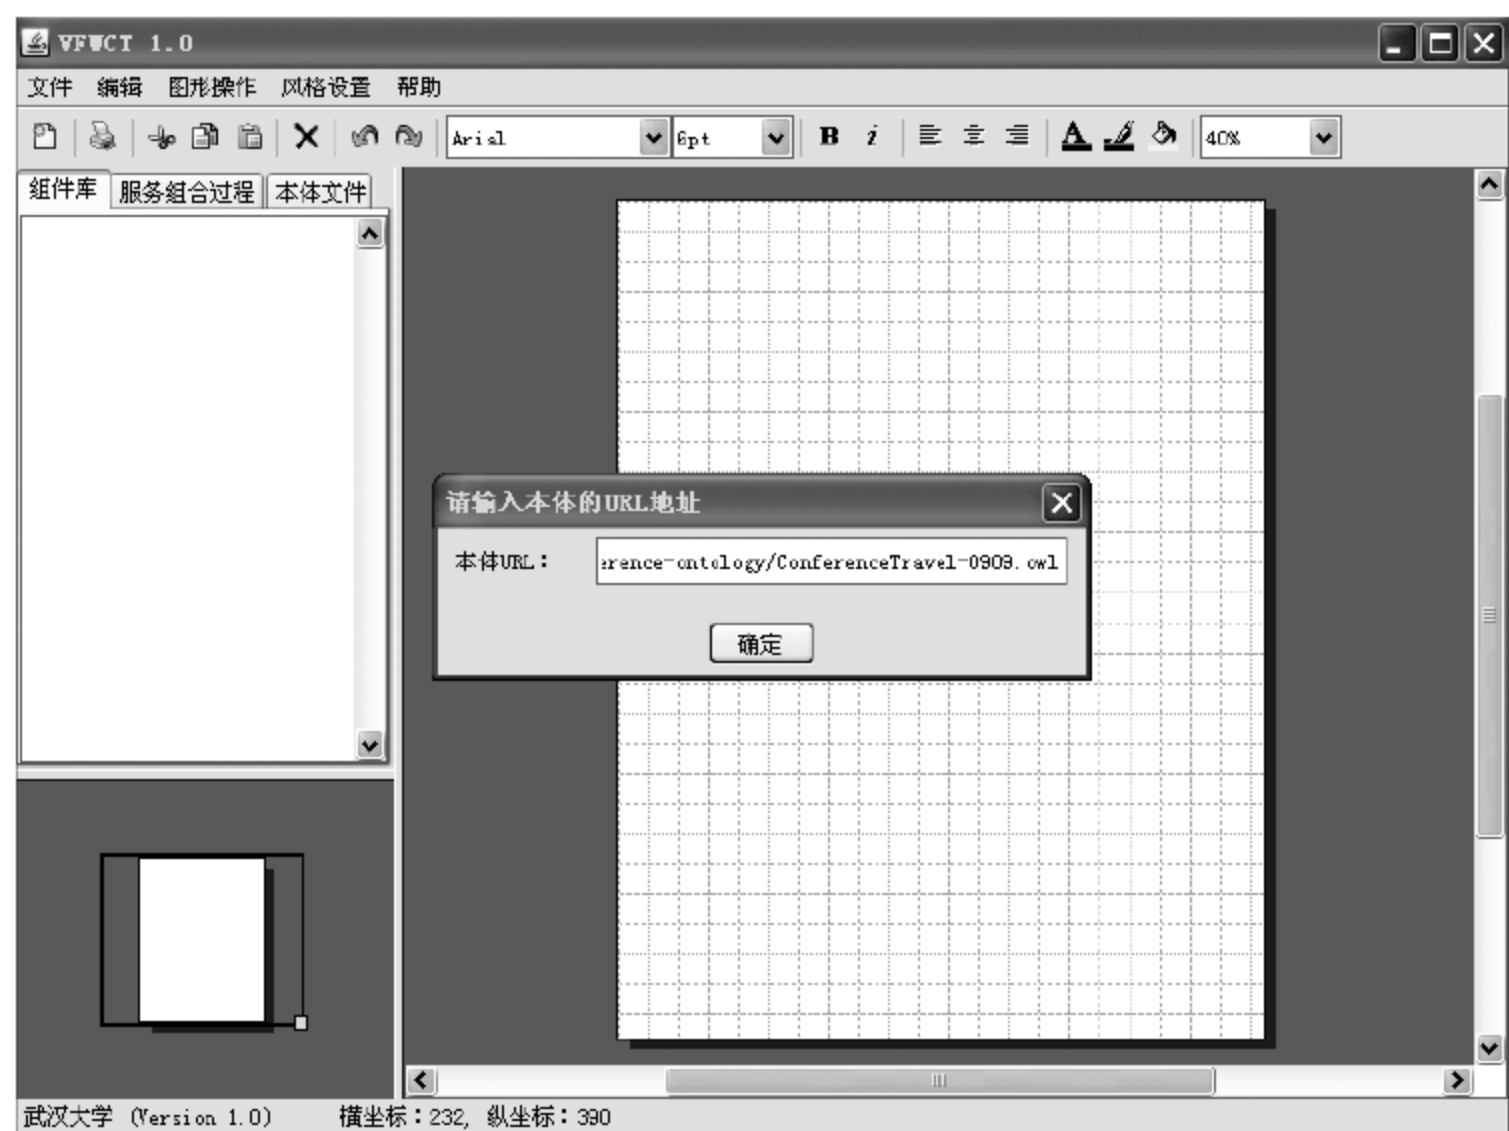 VFWCT 1.0
文件 编辑 图形操作 风格设置 帮助
Arial 6pt B i A 40%
组件库 服务组合过程 本体文件
请输入本体的URL地址
本体URL： erence-ontology/ConferenceTravel-0909.owl
确定
武汉大学 (Version 1.0) 横坐标：232, 纵坐标：390